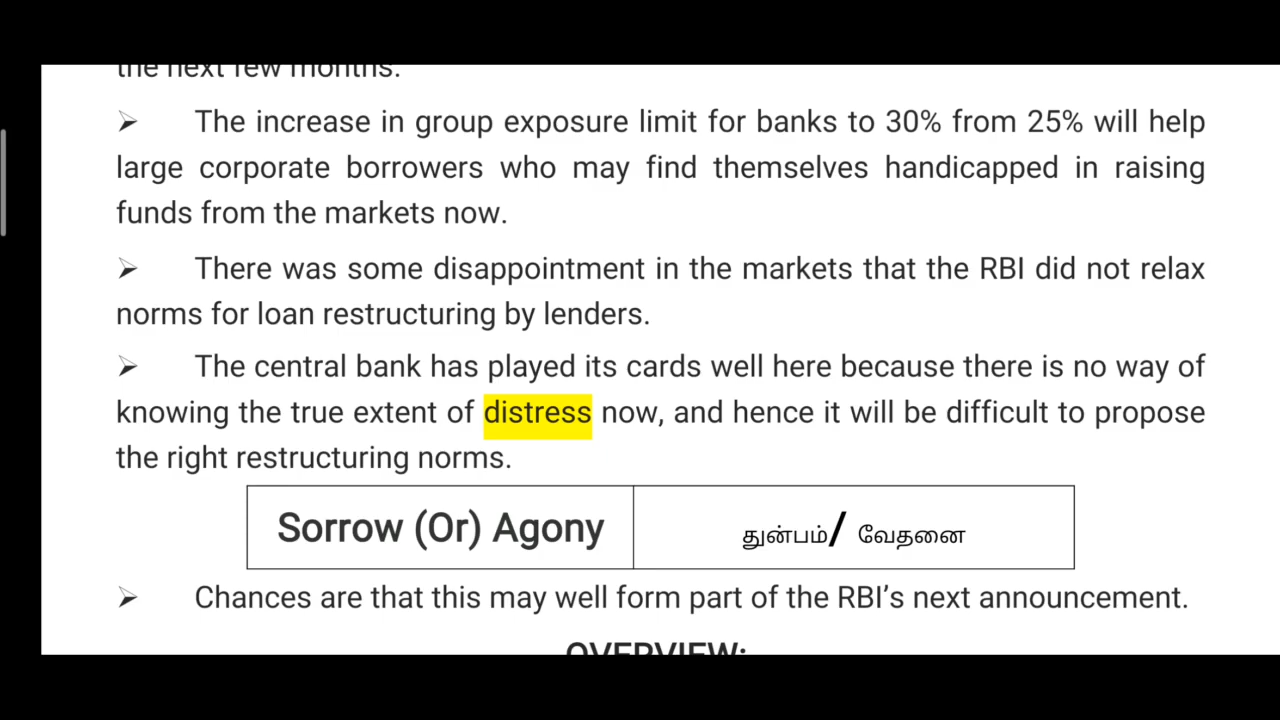 the next few months.
➢ The increase in group exposure limit for banks to 30% from 25% will help
large corporate borrowers who may find themselves handicapped in raising
funds from the markets now.
➢ There was some disappointment in the markets that the RBI did not relax
norms for loan restructuring by lenders.
➢ The central bank has played its cards well here because there is no way of
knowing the true extent of distress now, and hence it will be difficult to propose
the right restructuring norms.
Sorrow (Or) Agony துன்பம்/ வேதனை
➢ Chances are that this may well form part of the RBI's next announcement.
OVERVIEW: